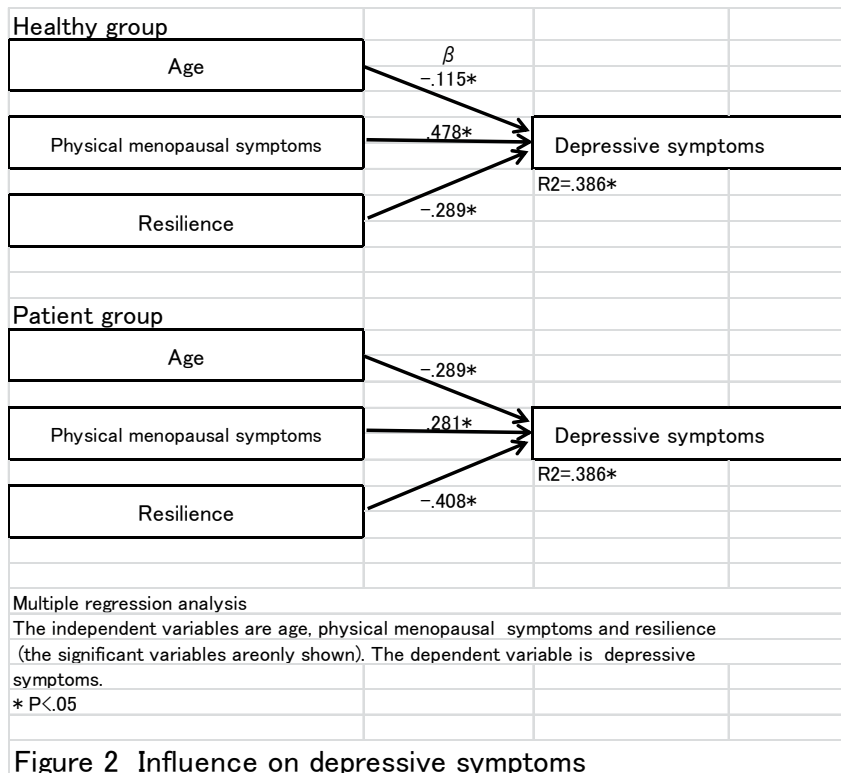 Healthy group
Age
β
-.115*
Physical menopausal symptoms
.478*
Depressive symptoms
R2=.386*
Resilience
-.289*
Patient group
Age
-.289*
Physical menopausal symptoms
.281*
Depressive symptoms
R2=.386*
Resilience
-.408*
Multiple regression analysis
The independent variables are age, physical menopausal symptoms and resilience
(the significant variables areonly shown). The dependent variable is depressive
symptoms.
* P<.05
Figure 2 Influence on depressive symptoms